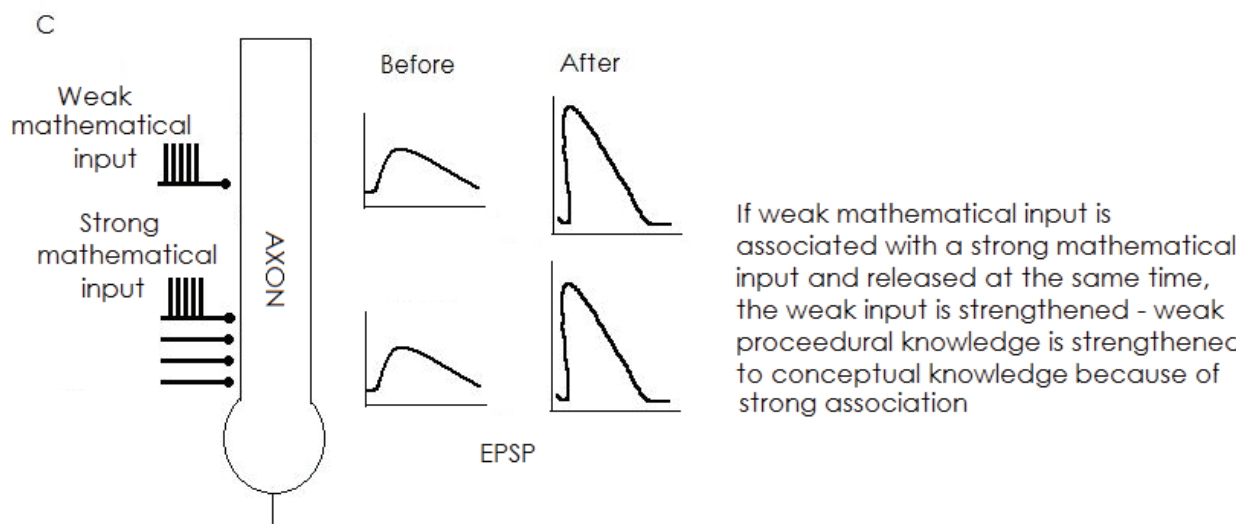 C
Weak
mathematical
input
Strong
mathematical
input
AXON
Before
After
EPSP
If weak mathematical input is
associated with a strong mathematical
input and released at the same time,
the weak input is strengthened - weak
proceedural knowledge is strengthened
to conceptual knowledge because of
strong association